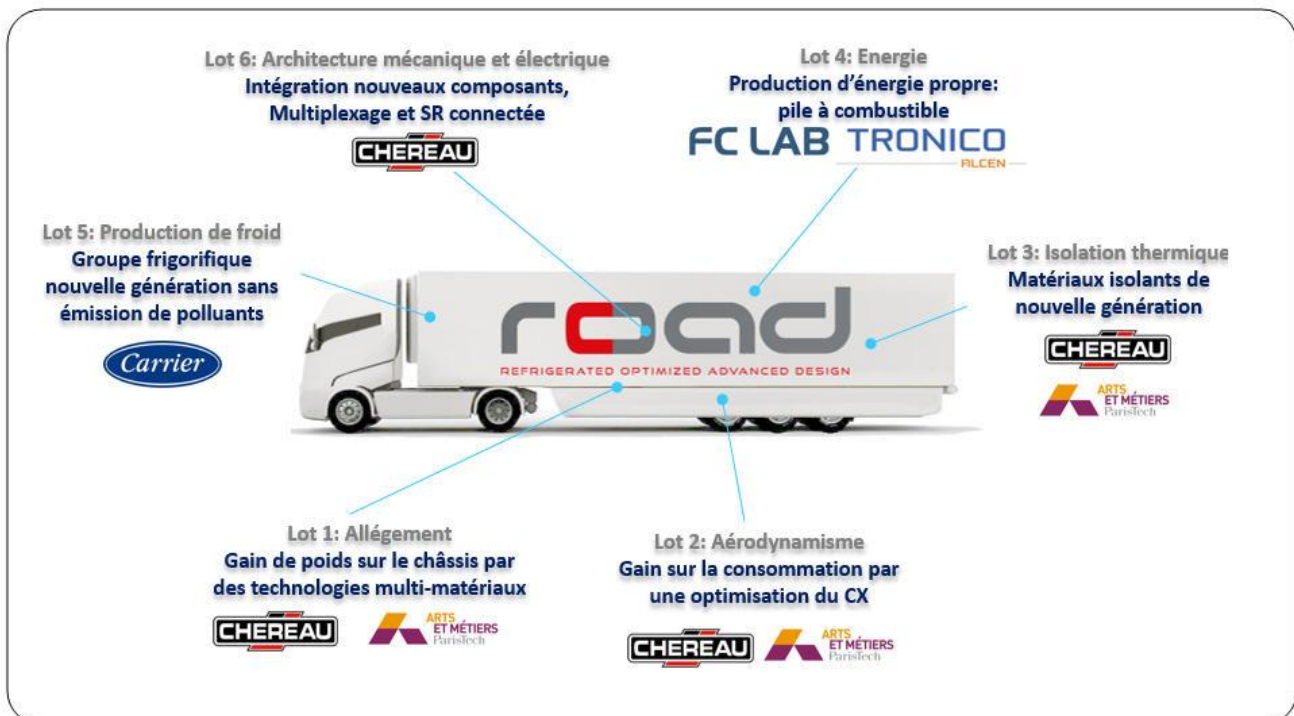 Lot 6: Architecture mécanique et électrique
Intégration nouveaux composants,
Multiplexage et SR connectée
CHEREAU
Lot 4: Energie
Production d'énergie propre:
pile à combustible
FC LAB TRONICO
ALCEN
Lot 5: Production de froid
Groupe frigorifique
nouvelle génération sans
émission de polluants
Carrier
Lot 3: Isolation thermique
Matériaux isolants de
nouvelle génération
CHEREAU
ARTS
ET MÉTIERS
ParisTech
road
REFRIGERATED OPTIMIZED ADVANCED DESIGN
Lot 1: Allégement
Gain de poids sur le châssis par
des technologies multi-matériaux
CHEREAU
ARTS
ET MÉTIERS
ParisTech
Lot 2: Aérodynamisme
Gain sur la consommation par
une optimisation du CX
CHEREAU
ARTS
ET MÉTIERS
ParisTech